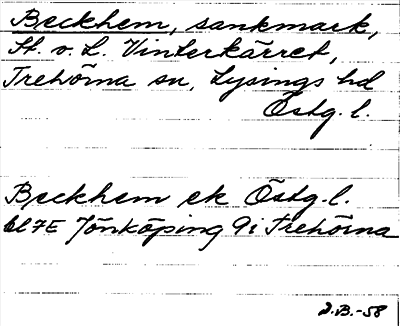 Beckhem, sankmark,
St. v. L. Vinterkärret,
Trehörna sn, Lysings hd
Östg. l.
Beckhem ek Östg. l.
bl 7E Jönköping 9i Trehörna
J.B.-58